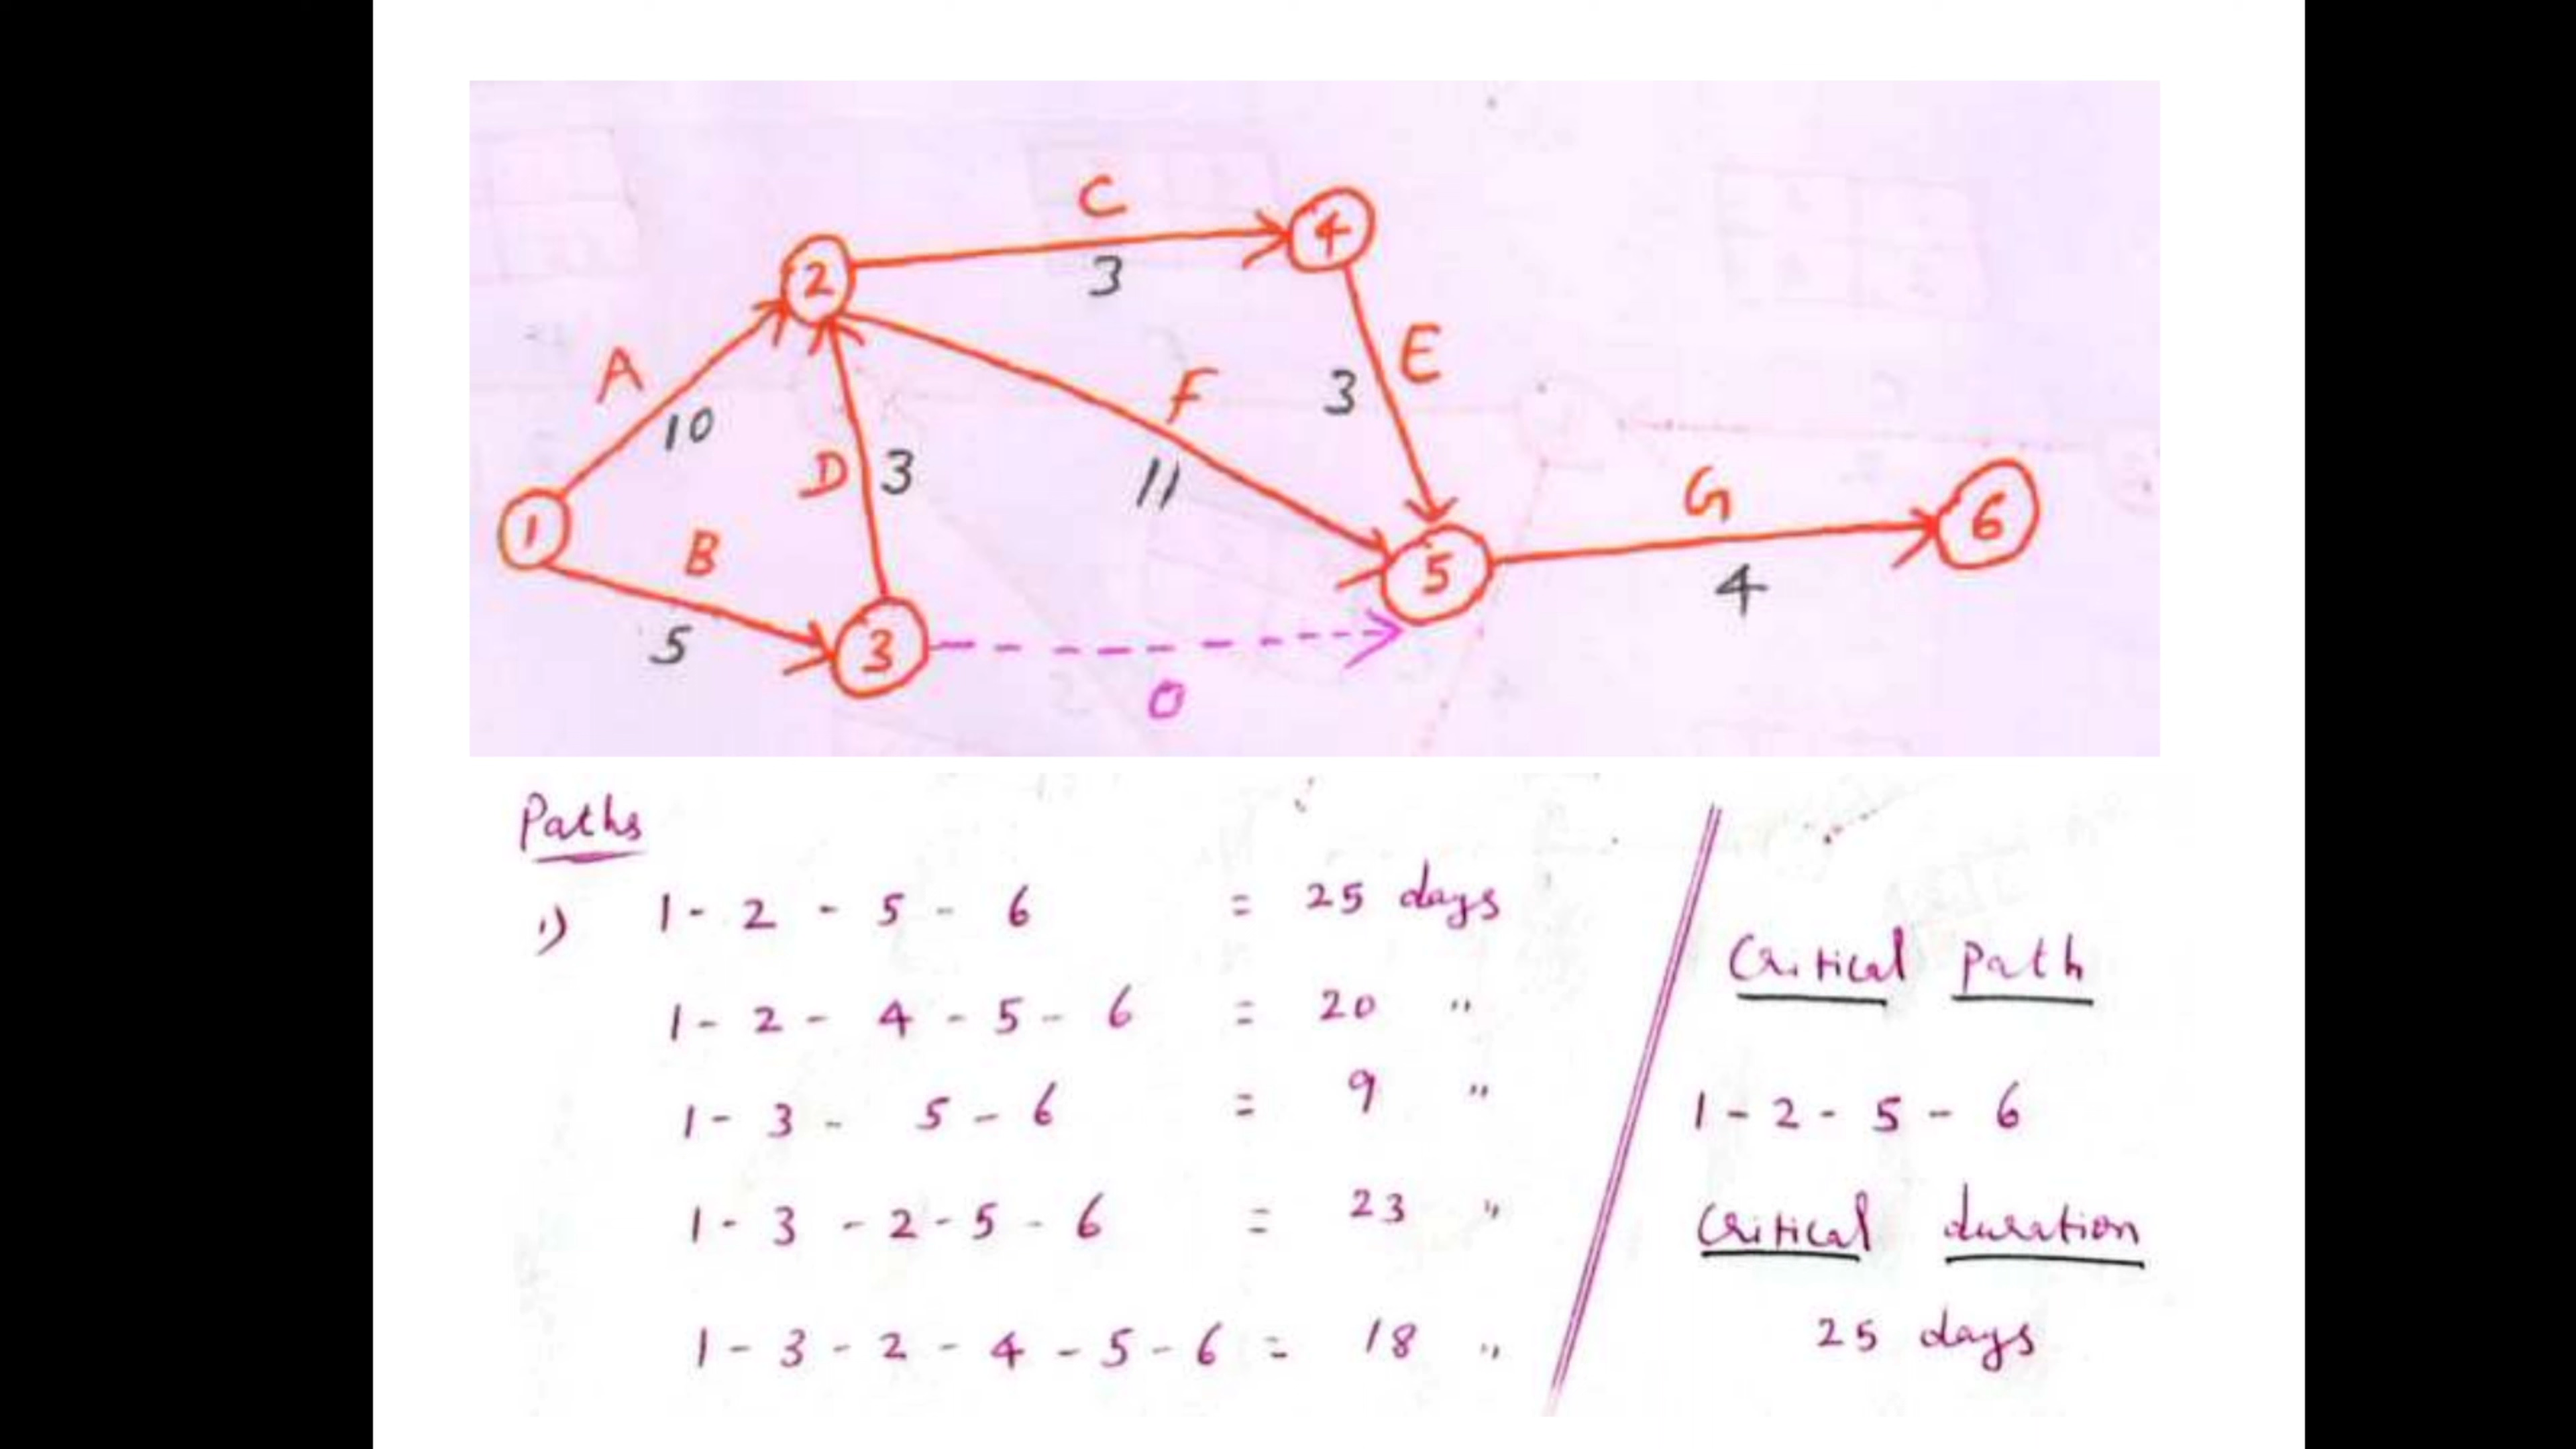 C
4
2
3
A
E
F
3
10
D
3
11
G
6
1
B
5
4
5
3
0
Paths
1) 1 - 2 - 5 - 6 = 25 days
1 - 2 - 4 - 5 - 6 = 20 "
1 - 3 - 5 - 6 = 9 "
1 - 3 - 2 - 5 - 6 = 23 "
1 - 3 - 2 - 4 - 5 - 6 = 18 "
Critical Path
1 - 2 - 5 - 6
Critical duration
25 days